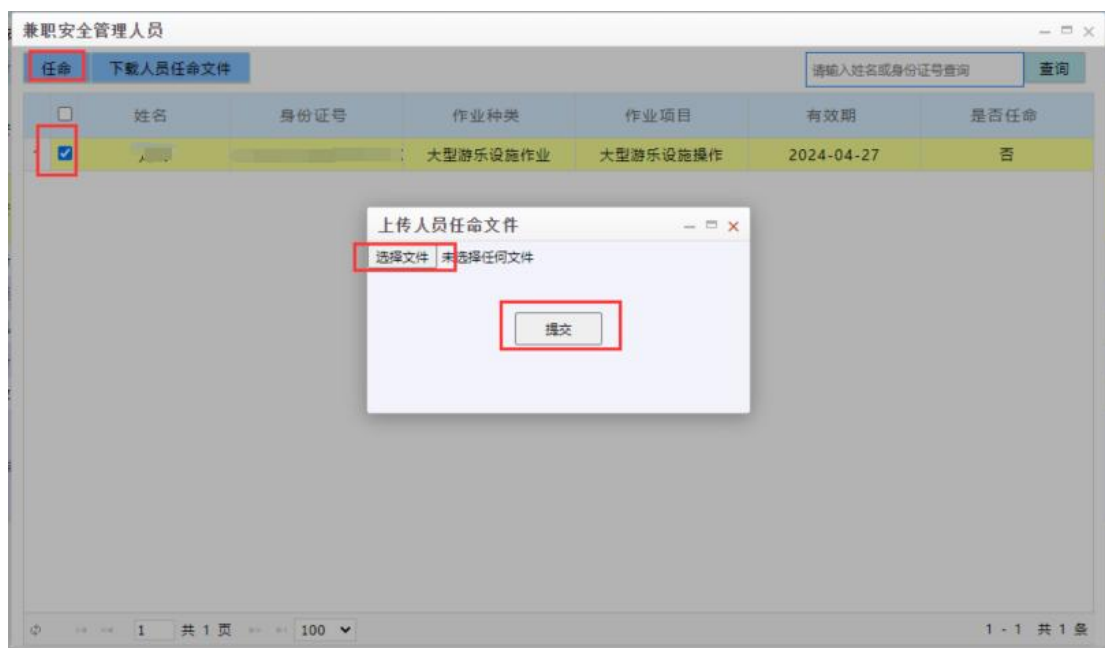 兼职安全管理人员
任命 下载人员任命文件 请输入姓名或身份证号查询 查询
姓名 身份证号 作业种类 作业项目 有效期 是否任命
大型游乐设施作业 大型游乐设施操作 2024-04-27 否
上传人员任命文件
选择文件 未选择任何文件
提交
1 共 1 页 100 1 - 1 共 1 条